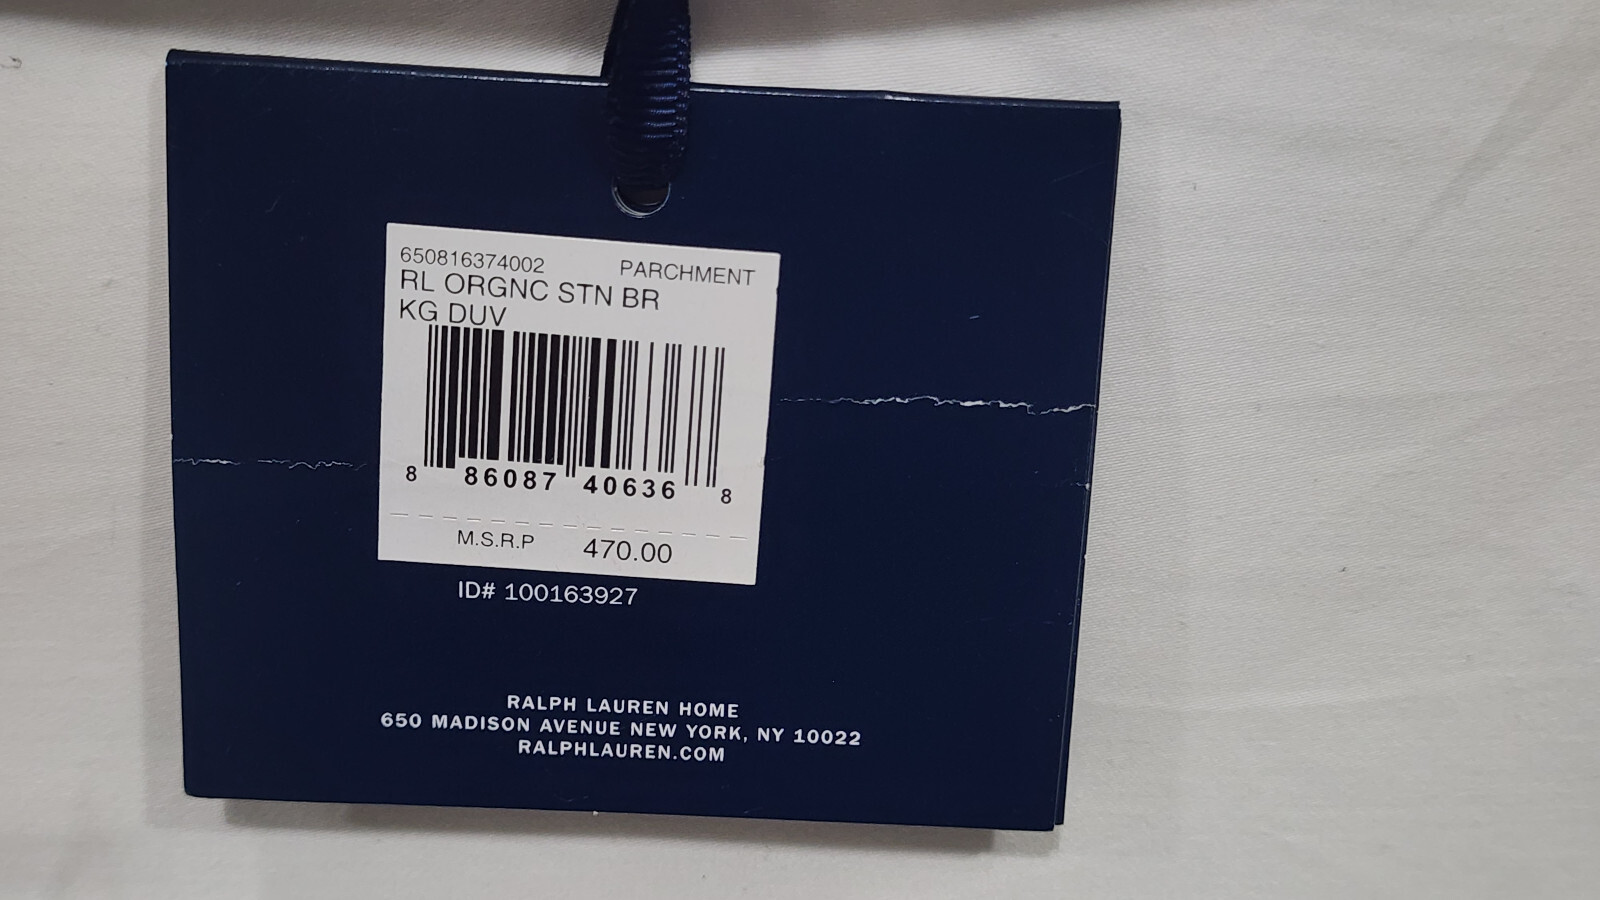 650816374002 PARCHMENT
RL ORGNC STN BR
KG DUV
8 86087 40636 8
M.S.R.P 470.00
ID# 100163927
RALPH LAUREN HOME
650 MADISON AVENUE NEW YORK, NY 10022
RALPHLAUREN.COM